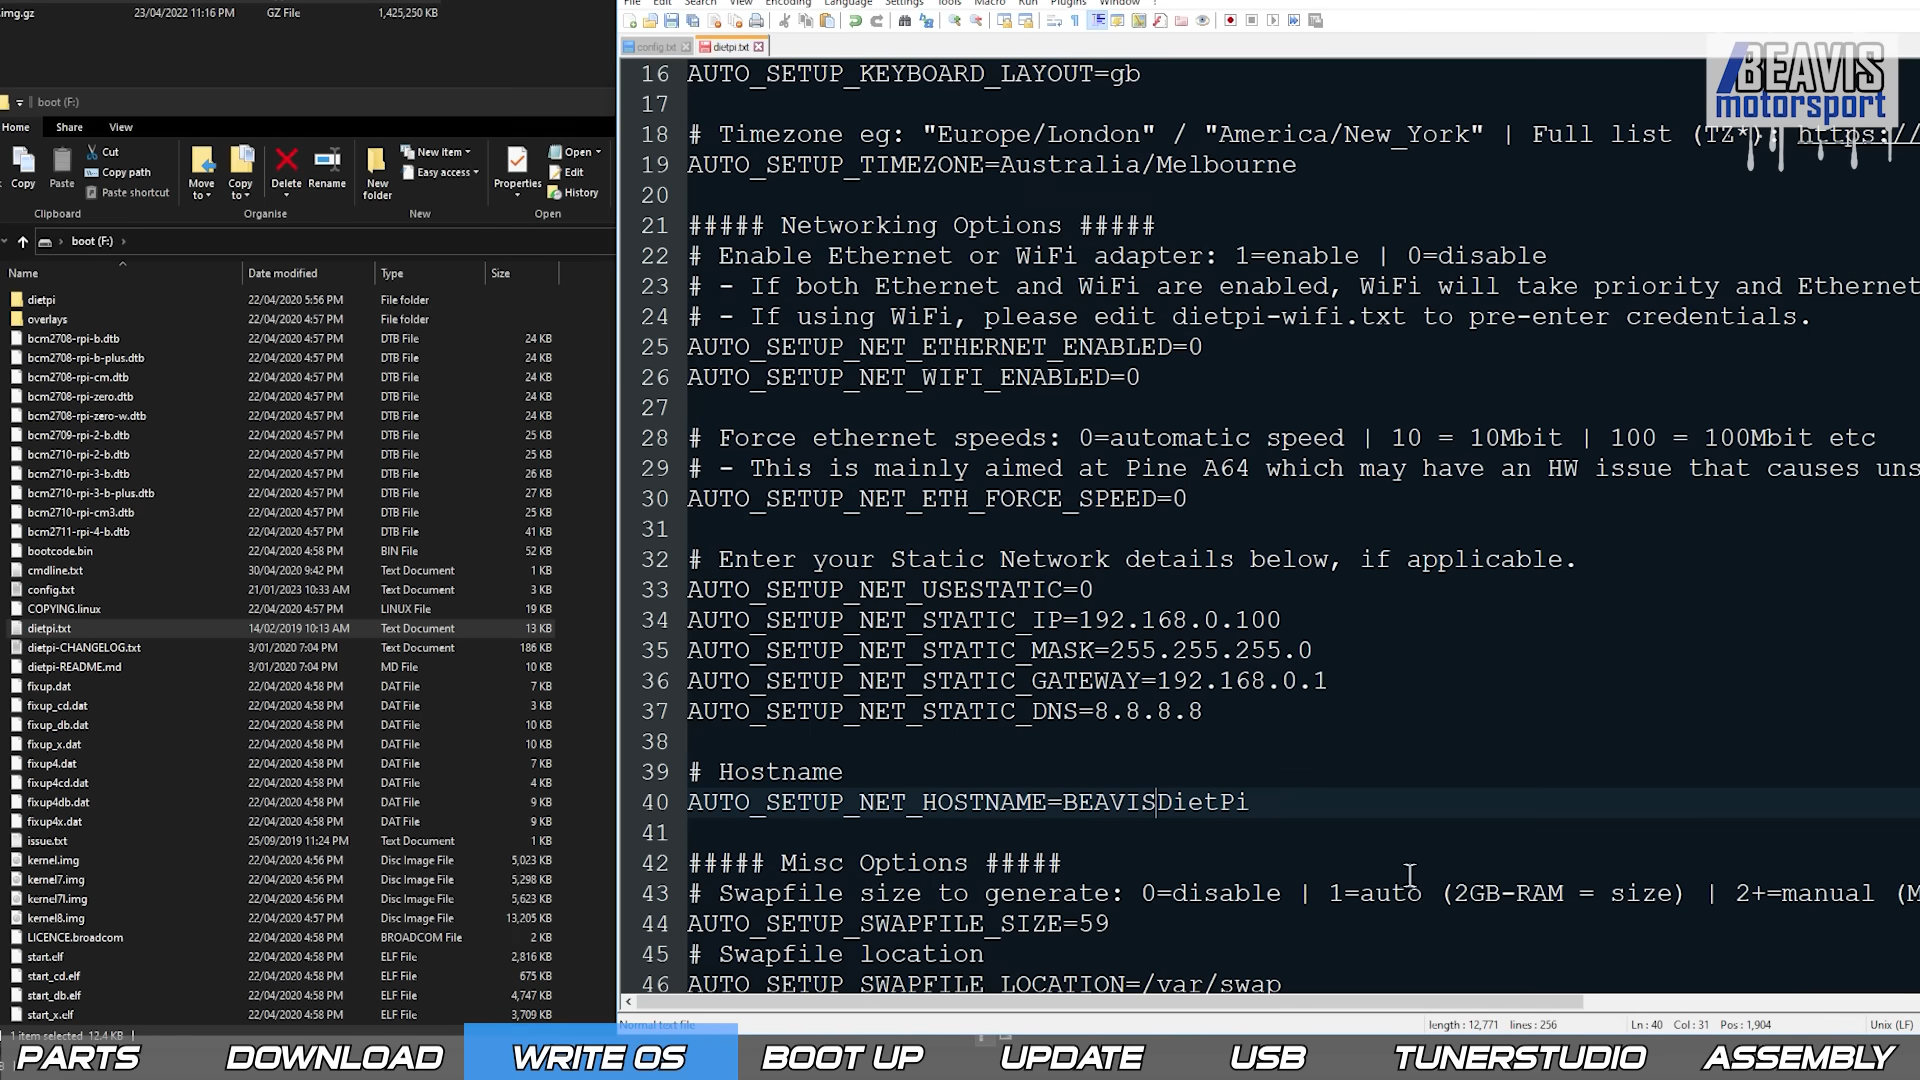 .img.gz 23/04/2022 11:16 PM GZ File 1,425,250 KB
boot (F:)
Home Share View
Copy
Paste
Cut
Copy path
Paste shortcut
Move to
Copy to
Delete
Rename
New folder
New item
Easy access
Properties
Open
Edit
History
Clipboard Organise New Open
boot (F:)
Name Date modified Type Size
dietpi 22/04/2020 5:56 PM File folder
overlays 22/04/2020 4:57 PM File folder
bcm2708-rpi-b.dtb 22/04/2020 4:57 PM DTB File 24 KB
bcm2708-rpi-b-plus.dtb 22/04/2020 4:57 PM DTB File 24 KB
bcm2708-rpi-cm.dtb 22/04/2020 4:57 PM DTB File 24 KB
bcm2708-rpi-zero.dtb 22/04/2020 4:57 PM DTB File 24 KB
bcm2708-rpi-zero-w.dtb 22/04/2020 4:57 PM DTB File 24 KB
bcm2709-rpi-2-b.dtb 22/04/2020 4:57 PM DTB File 25 KB
bcm2710-rpi-2-b.dtb 22/04/2020 4:57 PM DTB File 25 KB
bcm2710-rpi-3-b.dtb 22/04/2020 4:57 PM DTB File 26 KB
bcm2710-rpi-3-b-plus.dtb 22/04/2020 4:57 PM DTB File 27 KB
bcm2710-rpi-cm3.dtb 22/04/2020 4:57 PM DTB File 25 KB
bcm2711-rpi-4-b.dtb 22/04/2020 4:57 PM DTB File 41 KB
bootcode.bin 22/04/2020 4:58 PM BIN File 52 KB
cmdline.txt 30/04/2020 9:42 PM Text Document 1 KB
config.txt 21/01/2023 10:33 AM Text Document 3 KB
COPYING.linux 22/04/2020 4:57 PM LINUX File 19 KB
dietpi.txt 14/02/2019 10:13 AM Text Document 13 KB
dietpi-CHANGELOG.txt 3/01/2020 7:04 PM Text Document 186 KB
dietpi-README.md 3/01/2020 7:04 PM MD File 10 KB
fixup.dat 22/04/2020 4:58 PM DAT File 7 KB
fixup_cd.dat 22/04/2020 4:58 PM DAT File 3 KB
fixup_db.dat 22/04/2020 4:58 PM DAT File 10 KB
fixup_x.dat 22/04/2020 4:58 PM DAT File 10 KB
fixup4.dat 22/04/2020 4:58 PM DAT File 7 KB
fixup4cd.dat 22/04/2020 4:58 PM DAT File 4 KB
fixup4db.dat 22/04/2020 4:58 PM DAT File 10 KB
fixup4x.dat 22/04/2020 4:58 PM DAT File 10 KB
issue.txt 25/09/2019 11:24 PM Text Document 1 KB
kernel.img 22/04/2020 4:56 PM Disc Image File 5,023 KB
kernel7.img 22/04/2020 4:56 PM Disc Image File 5,298 KB
kernel7l.img 22/04/2020 4:56 PM Disc Image File 5,623 KB
kernel8.img 22/04/2020 4:56 PM Disc Image File 13,205 KB
LICENCE.broadcom 22/04/2020 4:58 PM BROADCOM File 2 KB
start.elf 22/04/2020 4:58 PM ELF File 2,816 KB
start_cd.elf 22/04/2020 4:58 PM ELF File 675 KB
start_db.elf 22/04/2020 4:58 PM ELF File 4,747 KB
start_x.elf 22/04/2020 4:58 PM ELF File 3,709 KB
1 item selected 12.4 KB
File Edit Search View Encoding Language Settings Tools Macro Run Plugins Window ?
config.txt dietpi.txt
BEAVIS
motorsport
16 AUTO_SETUP_KEYBOARD_LAYOUT=gb
17
18 # Timezone eg: "Europe/London" / "America/New_York" | Full list (TZ*): https://
19 AUTO_SETUP_TIMEZONE=Australia/Melbourne
20
21 ##### Networking Options #####
22 # Enable Ethernet or WiFi adapter: 1=enable | 0=disable
23 # - If both Ethernet and WiFi are enabled, WiFi will take priority and Ethernet
24 # - If using WiFi, please edit dietpi-wifi.txt to pre-enter credentials.
25 AUTO_SETUP_NET_ETHERNET_ENABLED=0
26 AUTO_SETUP_NET_WIFI_ENABLED=0
27
28 # Force ethernet speeds: 0=automatic speed | 10 = 10Mbit | 100 = 100Mbit etc
29 # - This is mainly aimed at Pine A64 which may have an HW issue that causes uns
30 AUTO_SETUP_NET_ETH_FORCE_SPEED=0
31
32 # Enter your Static Network details below, if applicable.
33 AUTO_SETUP_NET_USESTATIC=0
34 AUTO_SETUP_NET_STATIC_IP=192.168.0.100
35 AUTO_SETUP_NET_STATIC_MASK=255.255.255.0
36 AUTO_SETUP_NET_STATIC_GATEWAY=192.168.0.1
37 AUTO_SETUP_NET_STATIC_DNS=8.8.8.8
38
39 # Hostname
40 AUTO_SETUP_NET_HOSTNAME=BEAVISDietPi
41
42 ##### Misc Options #####
43 # Swapfile size to generate: 0=disable | 1=auto (2GB-RAM = size) | 2+=manual (M
44 AUTO_SETUP_SWAPFILE_SIZE=59
45 # Swapfile location
46 AUTO_SETUP_SWAPFILE_LOCATION=/var/swap
Normal text file length : 12,771 lines : 256 Ln : 40 Col : 31 Pos : 1,904 Unix (LF)
PARTS DOWNLOAD WRITE OS BOOT UP UPDATE USB TUNERSTUDIO ASSEMBLY